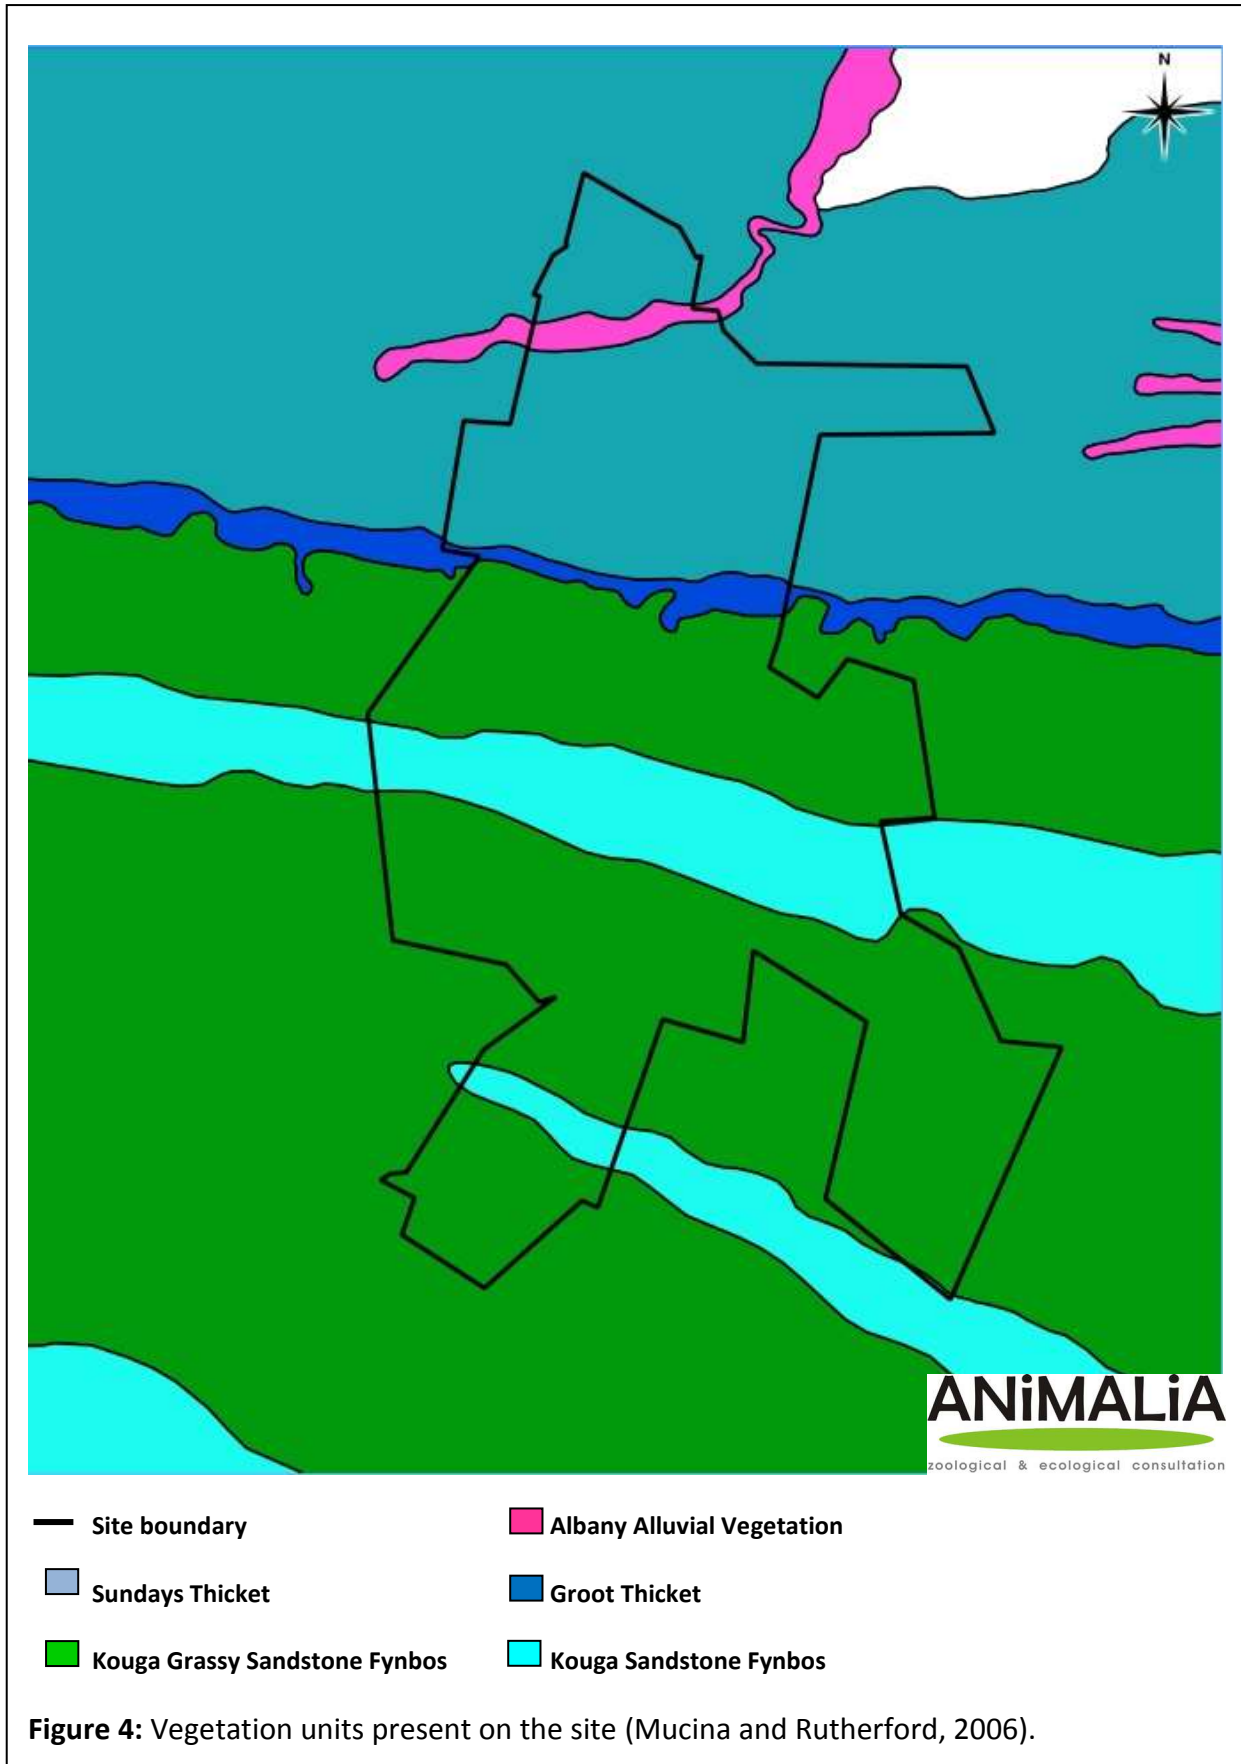 N
ANiMALiA
zoological & ecological consultation
Site boundary
Albany Alluvial Vegetation
Sundays Thicket
Groot Thicket
Kouga Grassy Sandstone Fynbos
Kouga Sandstone Fynbos
Figure 4: Vegetation units present on the site (Mucina and Rutherford, 2006).